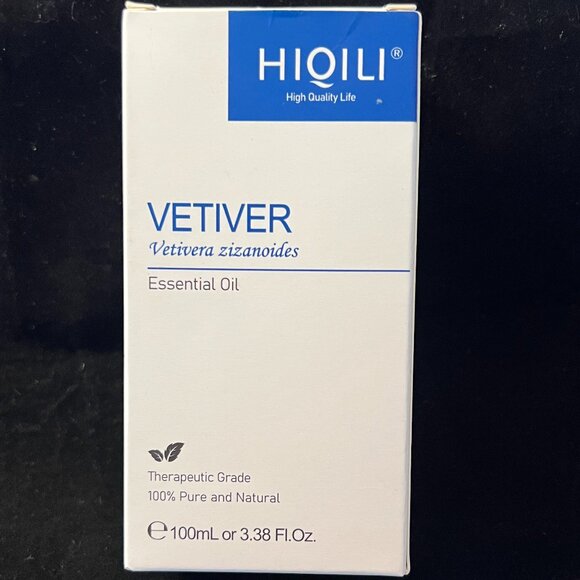 HIQILI®
High Quality Life
VETIVER
Vetivera zizanoides
Essential Oil
Therapeutic Grade
100% Pure and Natural
℮100mL or 3.38 Fl.Oz.